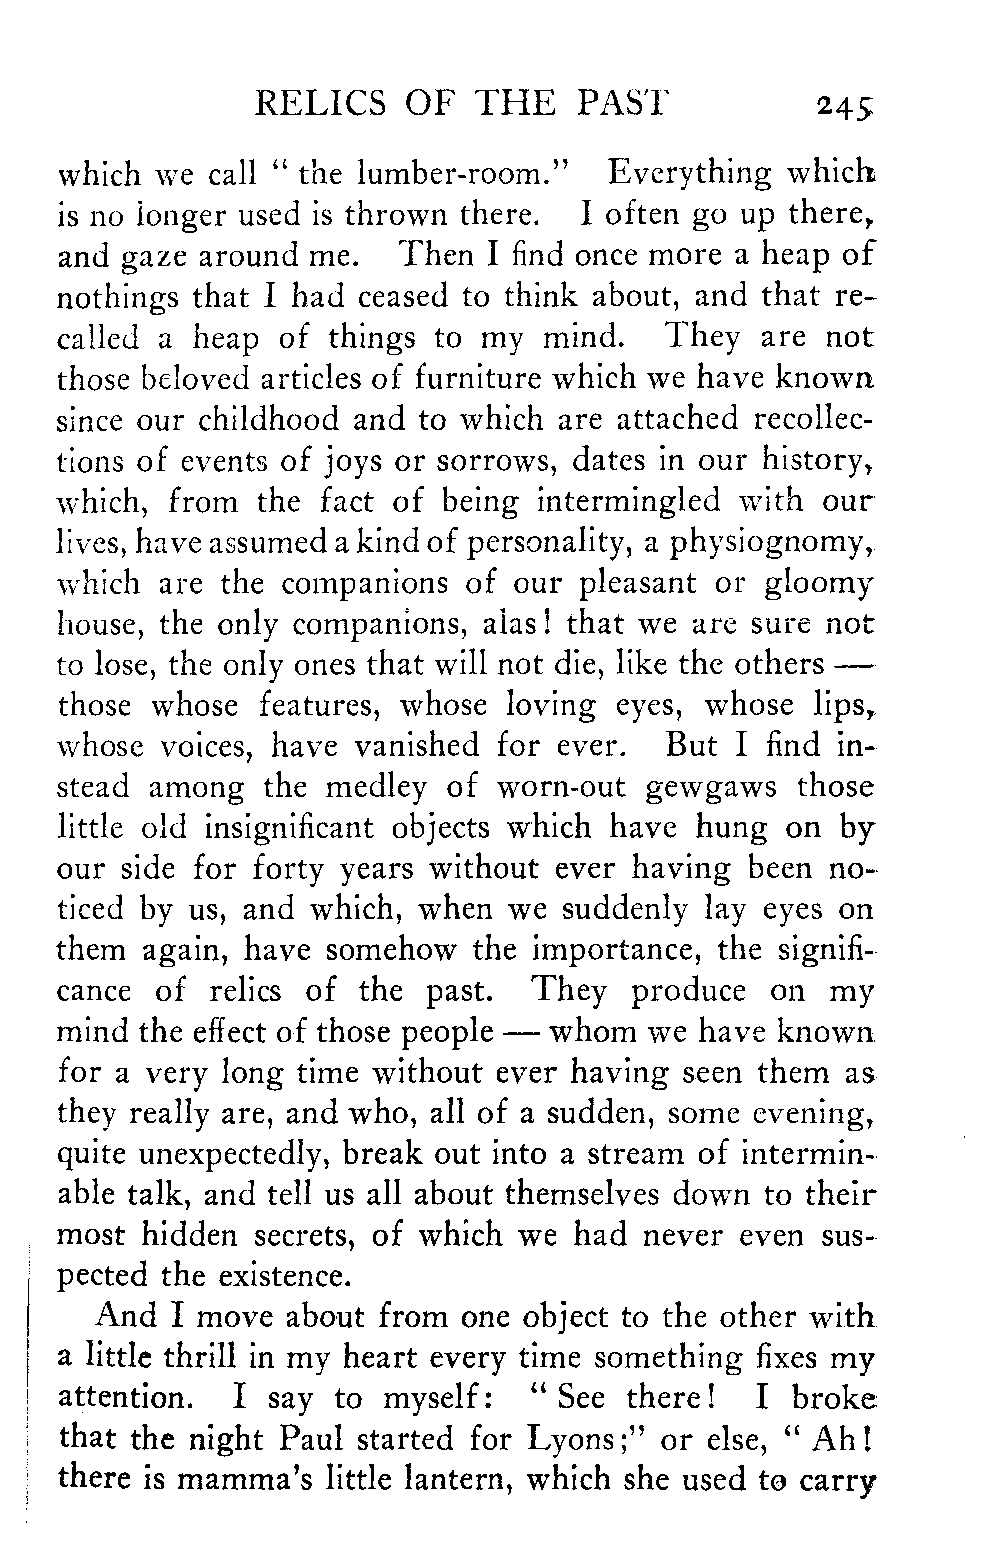 RELICS OF THE PAST 245
which we call " the lumber-room." Everything which
is no longer used is thrown there. I often go up there,
and gaze around me. Then I find once more a heap of
nothings that I had ceased to think about, and that re-
called a heap of things to my mind. They are not
those beloved articles of furniture which we have known
since our childhood and to which are attached recollec-
tions of events of joys or sorrows, dates in our history,
which, from the fact of being intermingled with our
lives, have assumed a kind of personality, a physiognomy,
which are the companions of our pleasant or gloomy
house, the only companions, alas! that we are sure not
to lose, the only ones that will not die, like the others —
those whose features, whose loving eyes, whose lips,
whose voices, have vanished for ever. But I find in-
stead among the medley of worn-out gewgaws those
little old insignificant objects which have hung on by
our side for forty years without ever having been no-
ticed by us, and which, when we suddenly lay eyes on
them again, have somehow the importance, the signifi-
cance of relics of the past. They produce on my
mind the effect of those people — whom we have known
for a very long time without ever having seen them as
they really are, and who, all of a sudden, some evening,
quite unexpectedly, break out into a stream of intermin-
able talk, and tell us all about themselves down to their
most hidden secrets, of which we had never even sus-
pected the existence.
And I move about from one object to the other with
a little thrill in my heart every time something fixes my
attention. I say to myself: " See there! I broke
that the night Paul started for Lyons;" or else, " Ah!
there is mamma's little lantern, which she used to carry